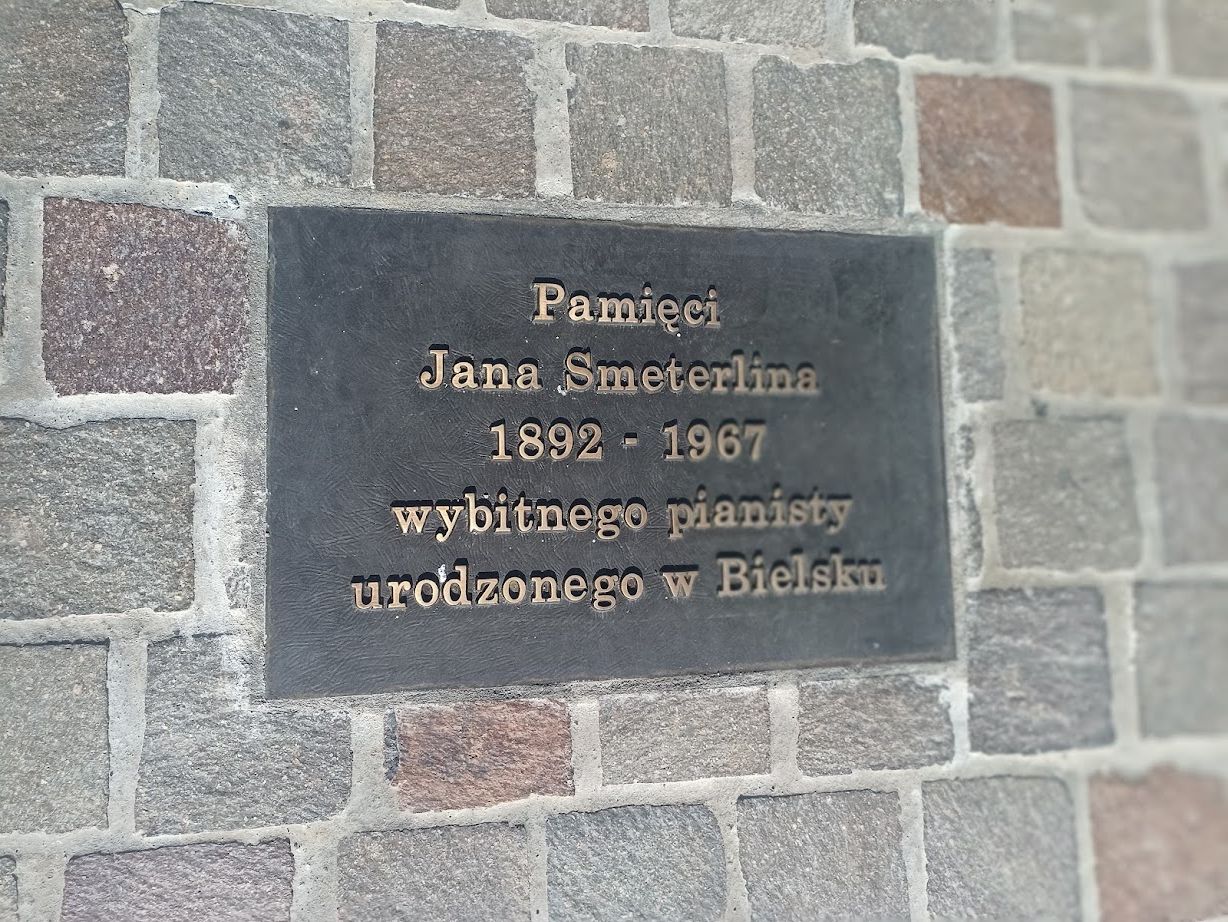 Pamięci
Jana Smeterlina
1892 - 1967
wybitnego pianisty
urodzonego w Bielsku